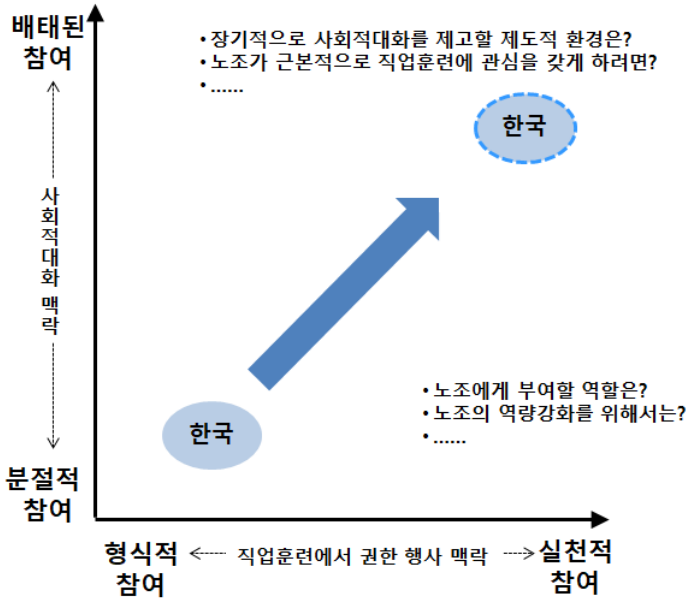 배태된
참여
• 장기적으로 사회적대화를 제고할 제도적 환경은?
• 노조가 근본적으로 직업훈련에 관심을 갖게 하려면?
• ......
한국
사회적대화 맥락
• 노조에게 부여할 역할은?
• 노조의 역량강화를 위해서는?
• ......
한국
분절적
참여
형식적
참여
직업훈련에서 권한 행사 맥락
실천적
참여